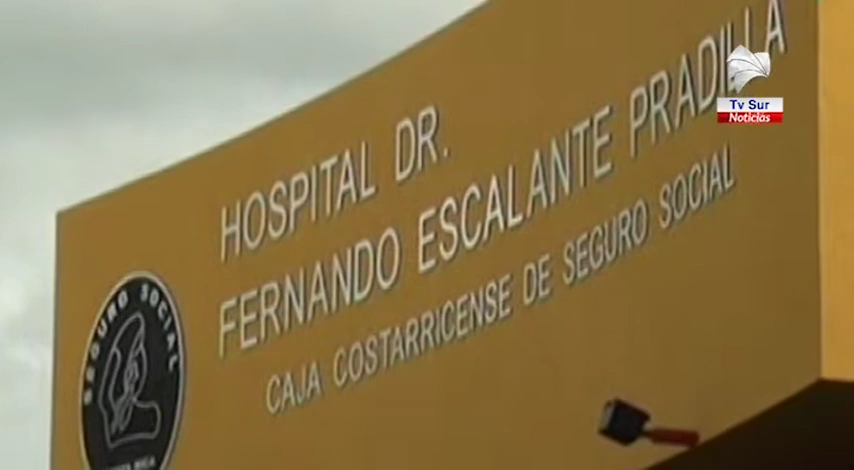 Tv Sur
Noticias
HOSPITAL DR.
FERNANDO ESCALANTE PRADILLA
CAJA COSTARRICENSE DE SEGURO SOCIAL
SEGURO SOCIAL